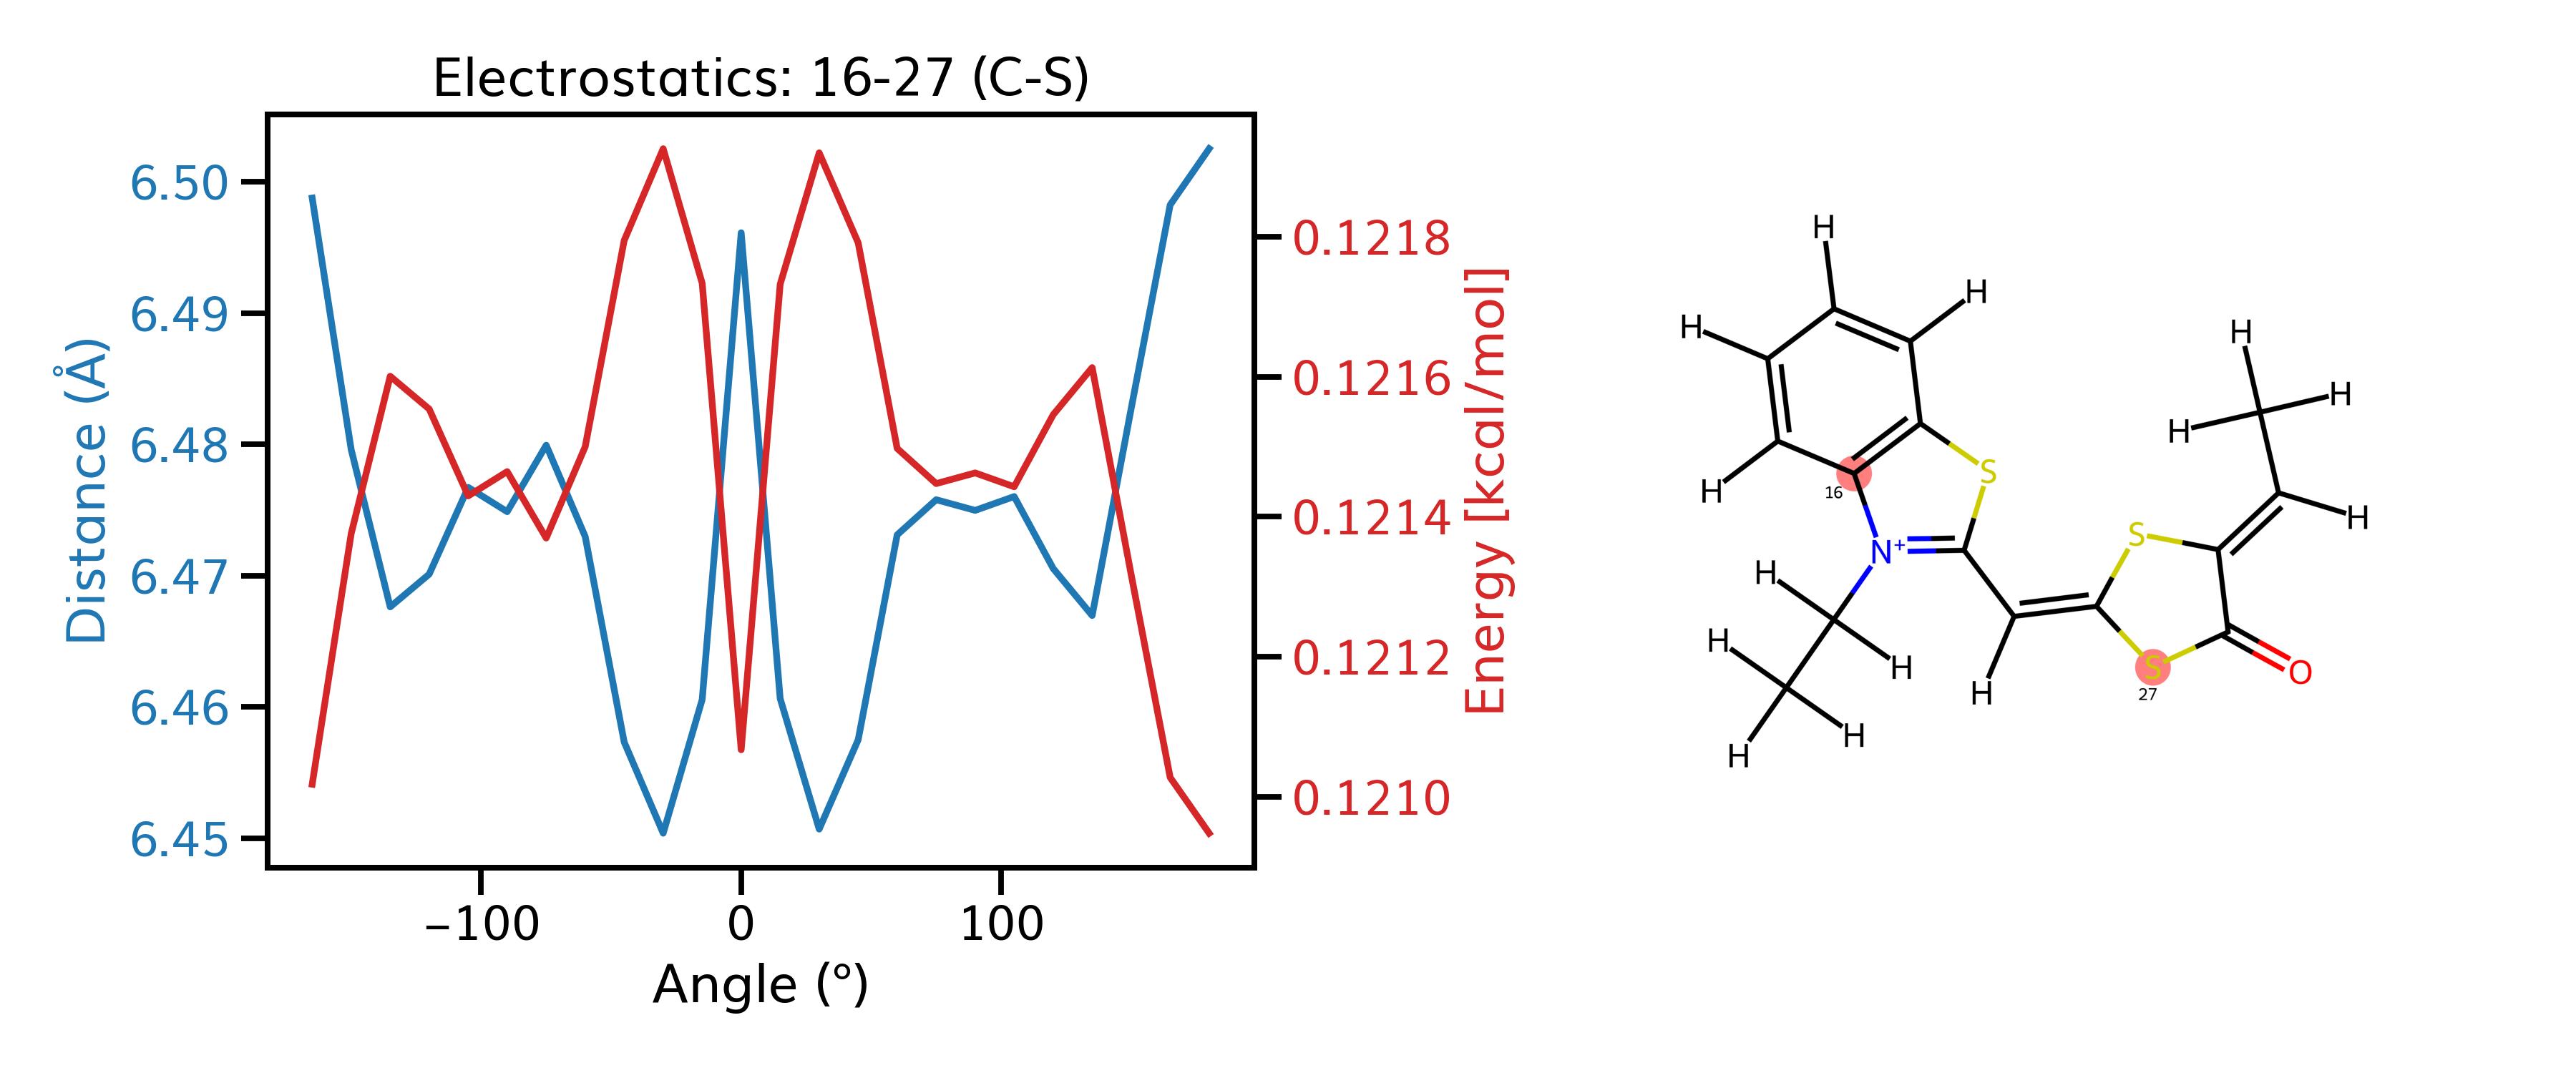 Electrostatics: 16-27 (C-S)
Distance (Å)
6.50
6.49
6.48
6.47
6.46
6.45
0.1218
0.1216
0.1214
0.1212
0.1210
Energy [kcal/mol]
−100 0 100
Angle (°)
H
H
H
H
H
H
S
H
16
H
S
N+
H
H
H
S
27
O
H
H
H
H